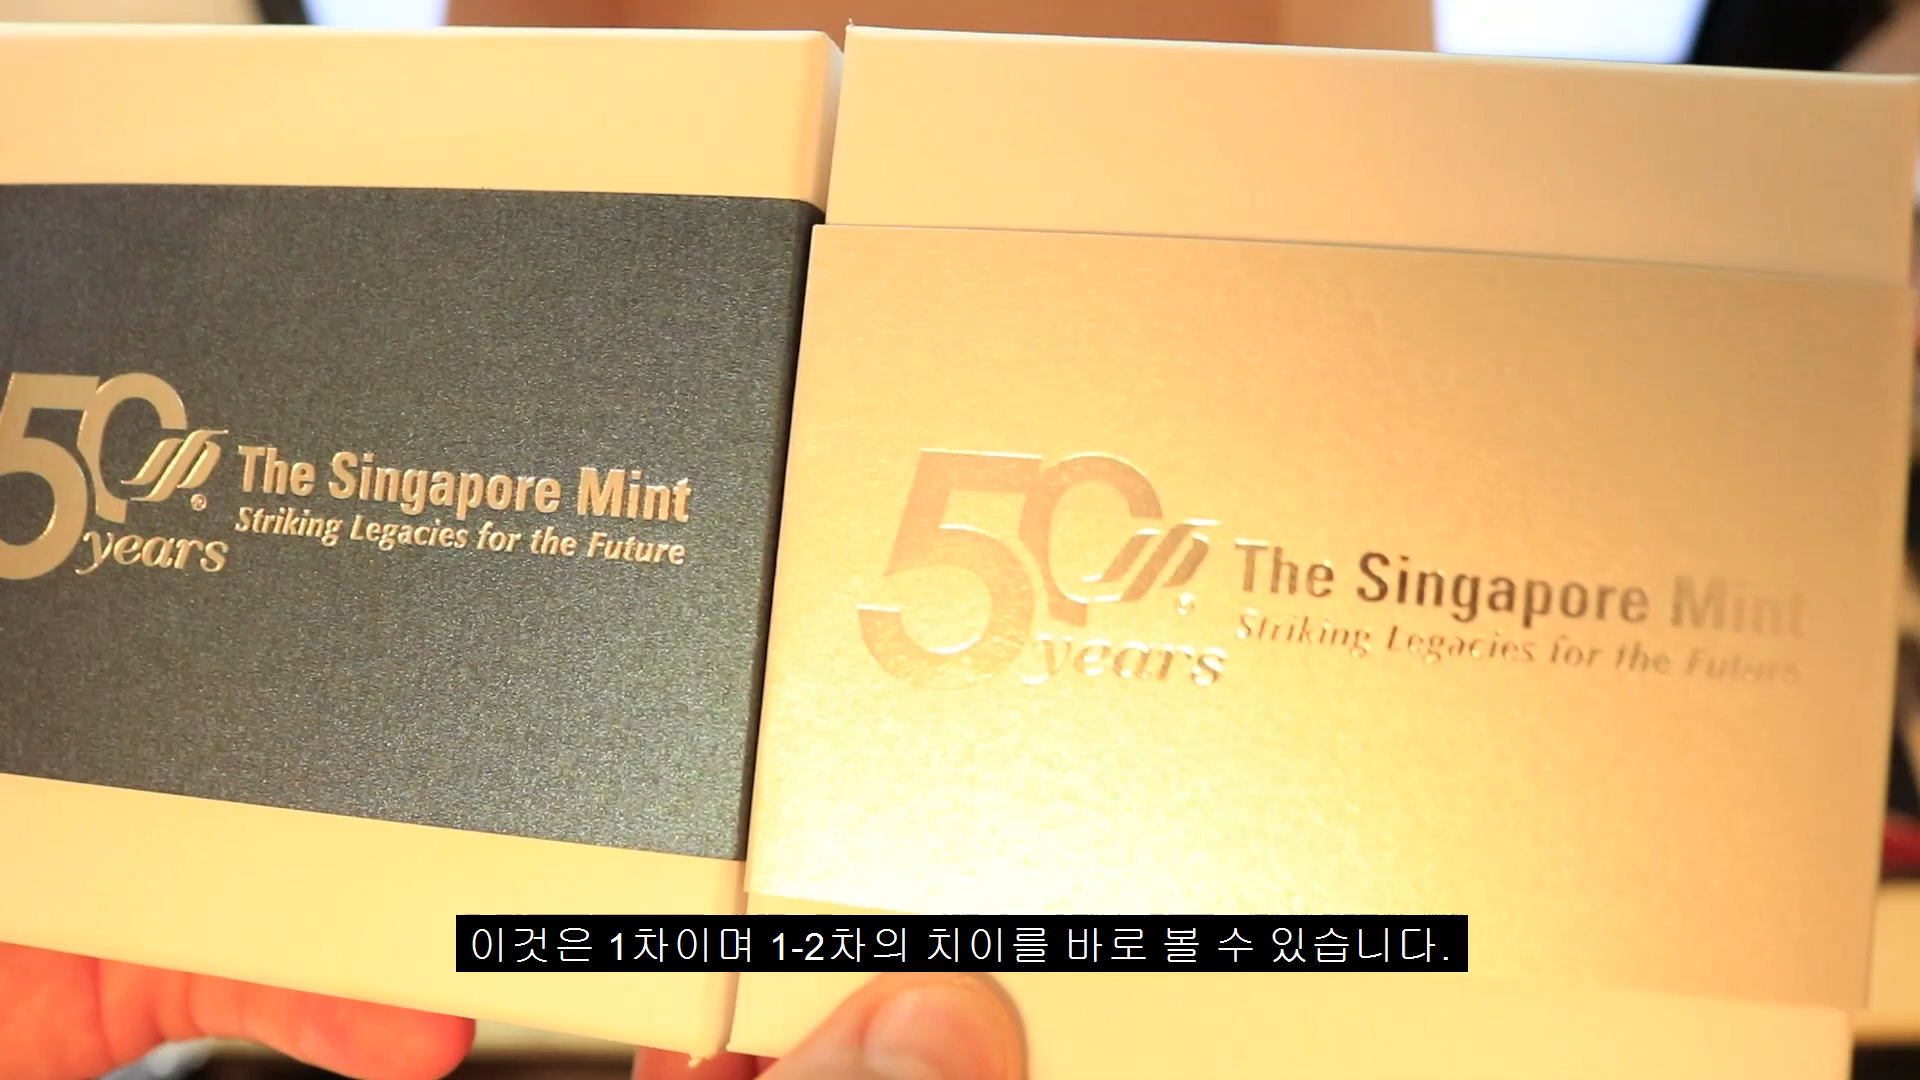 50 years
The Singapore Mint
Striking Legacies for the Future
50 years
The Singapore Mint
Striking Legacies for the Future
이것은 1차이며 1-2차의 치이를 바로 볼 수 있습니다.